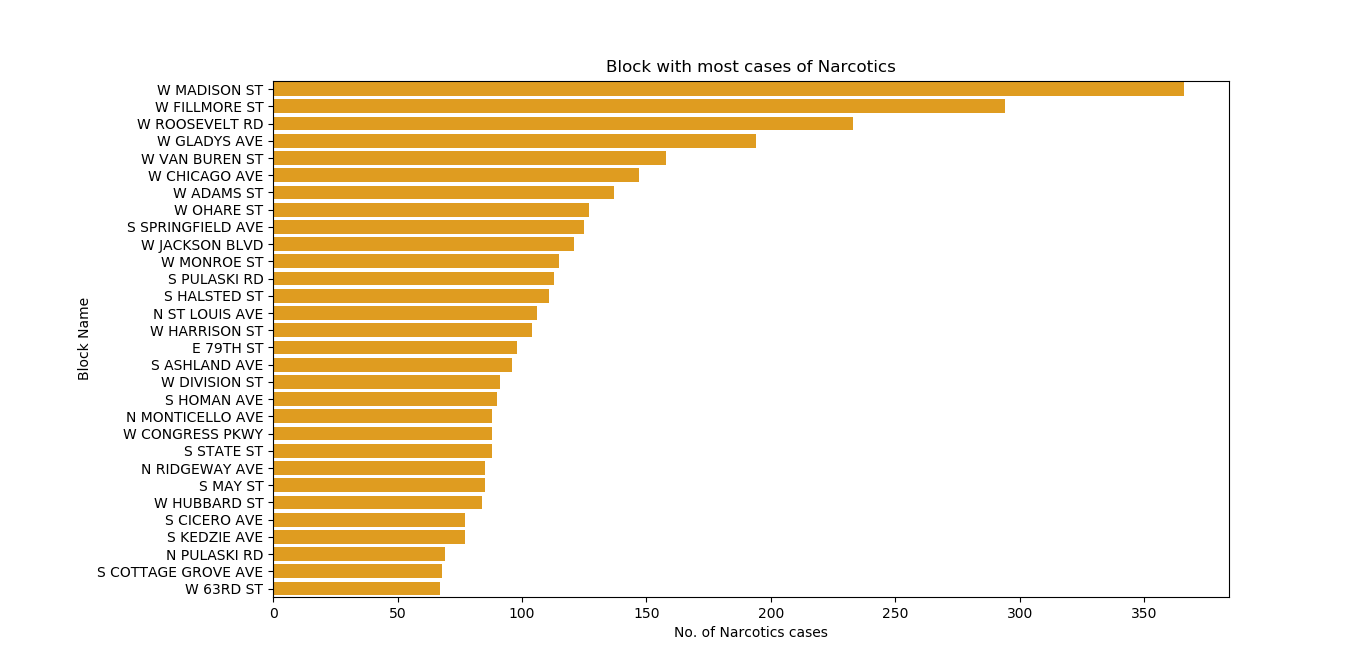 Block with most cases of Narcotics
W MADISON ST
W FILLMORE ST
W ROOSEVELT RD
W GLADYS AVE
W VAN BUREN ST
W CHICAGO AVE
W ADAMS ST
W OHARE ST
S SPRINGFIELD AVE
W JACKSON BLVD
W MONROE ST
S PULASKI RD
S HALSTED ST
N ST LOUIS AVE
W HARRISON ST
E 79TH ST
S ASHLAND AVE
W DIVISION ST
S HOMAN AVE
N MONTICELLO AVE
W CONGRESS PKWY
S STATE ST
N RIDGEWAY AVE
S MAY ST
W HUBBARD ST
S CICERO AVE
S KEDZIE AVE
N PULASKI RD
S COTTAGE GROVE AVE
W 63RD ST
Block Name
0 50 100 150 200 250 300 350
No. of Narcotics cases